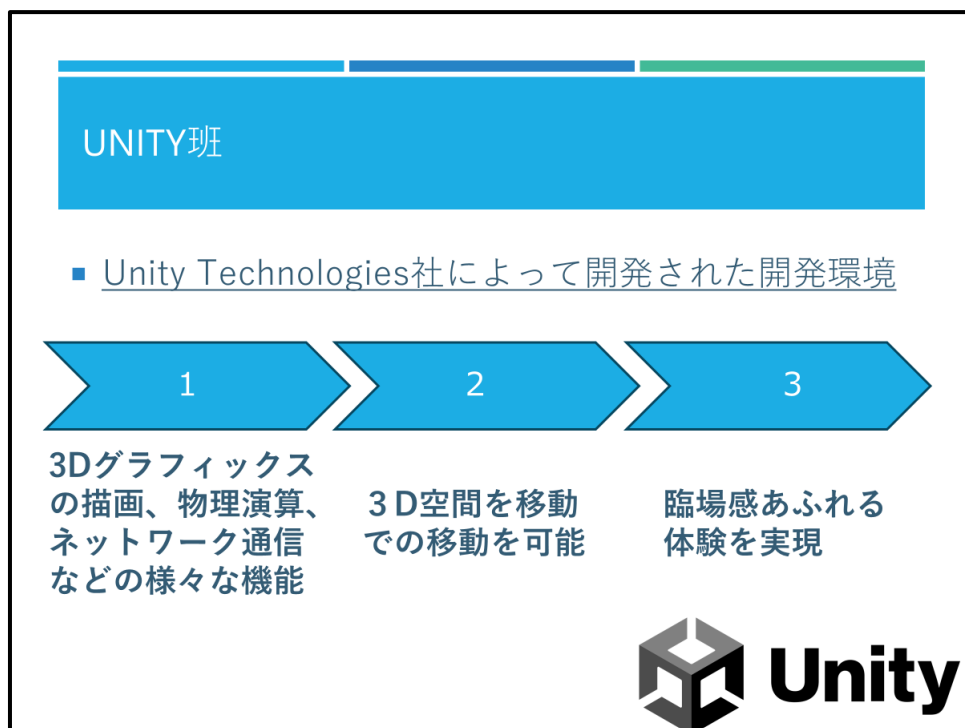 UNITY班
■ Unity Technologies社によって開発された開発環境
1
2
3
3Dグラフィックス
の描画、物理演算、
ネットワーク通信
などの様々な機能
３D空間を移動
での移動を可能
臨場感あふれる
体験を実現
Unity